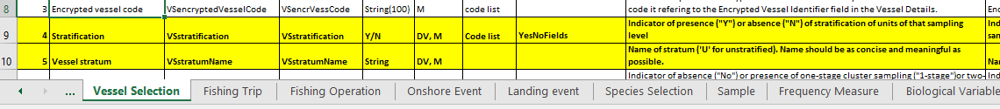 8 3 Encrypted vessel code VSencryptedVesselCode VSencrVessCode String(100) M code list code it refering to the Encrypted Vessel Identifier field in the Vessel Details.
Indicator of presence ("Y") or absence ("N") of stratification of units of that sampling
9 4 Stratification VSstratification VSstratification Y/N DV, M Code list YesNoFields level
Name of stratum ('U' for unstratified). Name should be as concise and meaningful as
10 5 Vessel stratum VSstratumName VSstratumName String DV, M possible.
Indicator of absence ("No") or presence of one-stage cluster sampling ("1-stage")or two-
... Vessel Selection Fishing Trip Fishing Operation Onshore Event Landing event Species Selection Sample Frequency Measure Biological Variable